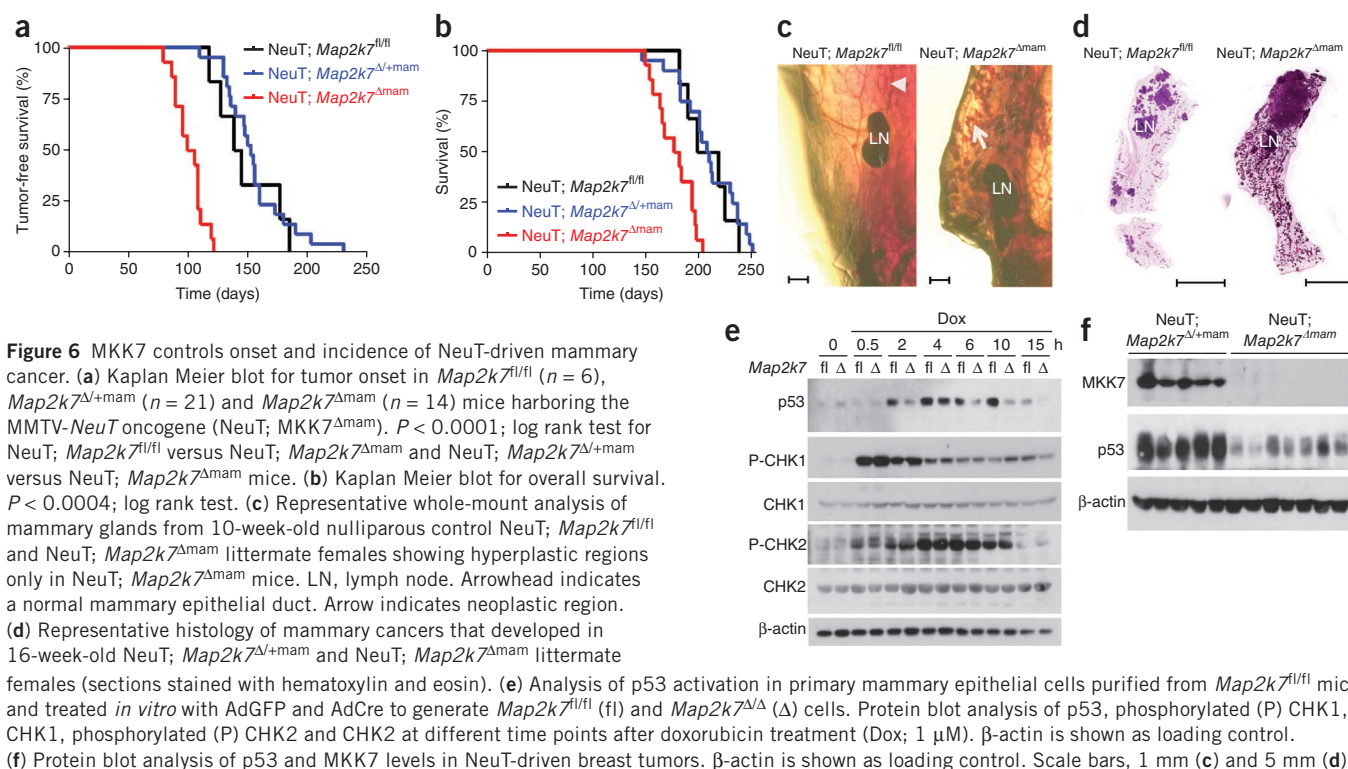 a
NeuT; Map2k7fl/fl
NeuT; Map2k7Δ/+mam
NeuT; Map2k7Δmam
Tumor-free survival (%)
100
75
50
25
0
0 50 100 150 200 250
Time (days)
b
Survival (%)
100
75
50
25
0
NeuT; Map2k7fl/fl
NeuT; Map2k7Δ/+mam
NeuT; Map2k7Δmam
0 50 100 150 200 250
Time (days)
c
NeuT; Map2k7fl/fl NeuT; Map2k7Δmam
LN
LN
d
NeuT; Map2k7fl/fl NeuT; Map2k7Δmam
LN
LN
e
Dox
0 0.5 2 4 6 10 15 h
Map2k7 fl Δ fl Δ fl Δ fl Δ fl Δ fl Δ fl Δ
p53
P-CHK1
CHK1
P-CHK2
CHK2
β-actin
f
NeuT; NeuT;
Map2k7Δ/+mam Map2k7Δmam
MKK7
p53
β-actin
Figure 6 MKK7 controls onset and incidence of NeuT-driven mammary
cancer. (a) Kaplan Meier blot for tumor onset in Map2k7fl/fl (n = 6),
Map2k7Δ/+mam (n = 21) and Map2k7Δmam (n = 14) mice harboring the
MMTV-NeuT oncogene (NeuT; MKK7Δmam). P < 0.0001; log rank test for
NeuT; Map2k7fl/fl versus NeuT; Map2k7Δmam and NeuT; Map2k7Δ/+mam
versus NeuT; Map2k7Δmam mice. (b) Kaplan Meier blot for overall survival.
P < 0.0004; log rank test. (c) Representative whole-mount analysis of
mammary glands from 10-week-old nulliparous control NeuT; Map2k7fl/fl
and NeuT; Map2k7Δmam littermate females showing hyperplastic regions
only in NeuT; Map2k7Δmam mice. LN, lymph node. Arrowhead indicates
a normal mammary epithelial duct. Arrow indicates neoplastic region.
(d) Representative histology of mammary cancers that developed in
16-week-old NeuT; Map2k7Δ/+mam and NeuT; Map2k7Δmam littermate
females (sections stained with hematoxylin and eosin). (e) Analysis of p53 activation in primary mammary epithelial cells purified from Map2k7fl/fl mic
and treated in vitro with AdGFP and AdCre to generate Map2k7fl/fl (fl) and Map2k7Δ/Δ (Δ) cells. Protein blot analysis of p53, phosphorylated (P) CHK1,
CHK1, phosphorylated (P) CHK2 and CHK2 at different time points after doxorubicin treatment (Dox; 1 μM). β-actin is shown as loading control.
(f) Protein blot analysis of p53 and MKK7 levels in NeuT-driven breast tumors. β-actin is shown as loading control. Scale bars, 1 mm (c) and 5 mm (d)